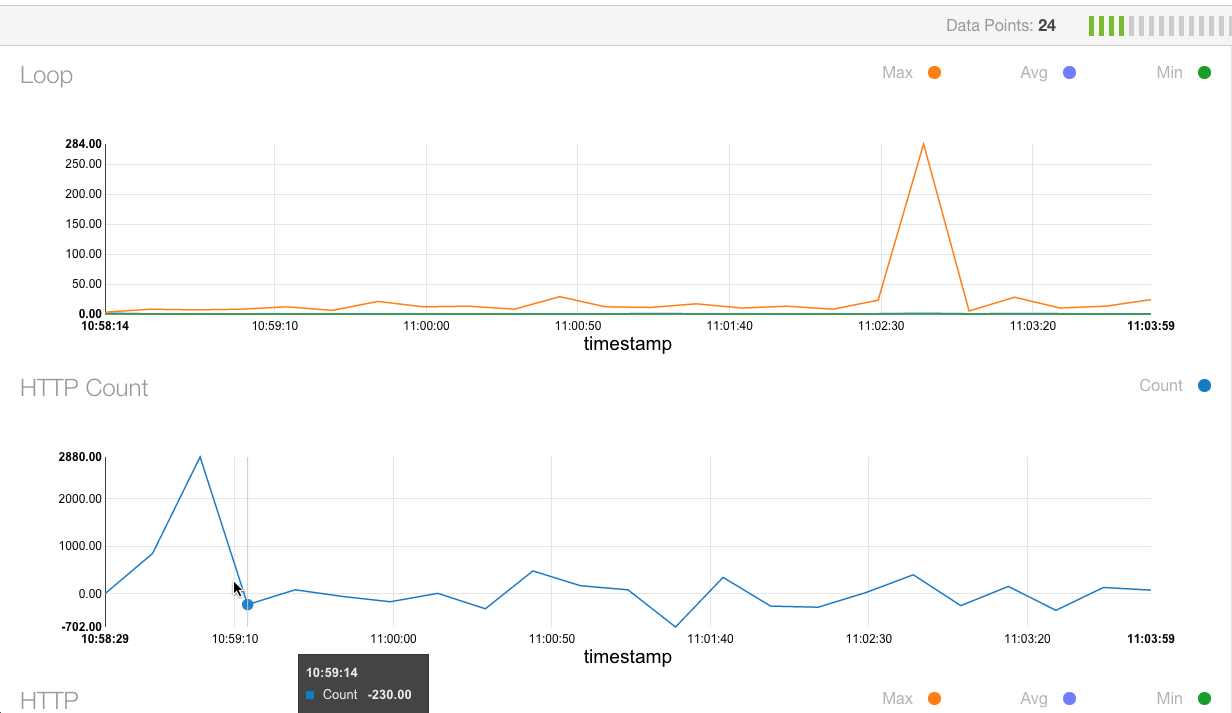 Data Points: 24
Loop
Max Avg Min
284.00
250.00
200.00
150.00
100.00
50.00
0.00
10:58:14 10:59:10 11:00:00 11:00:50 11:01:40 11:02:30 11:03:20 11:03:59
timestamp
HTTP Count
Count
2880.00
2000.00
1000.00
0.00
-702.00
10:58:29 10:59:10 11:00:00 11:00:50 11:01:40 11:02:30 11:03:20 11:03:59
timestamp
10:59:14
Count -230.00
HTTP
Max Avg Min